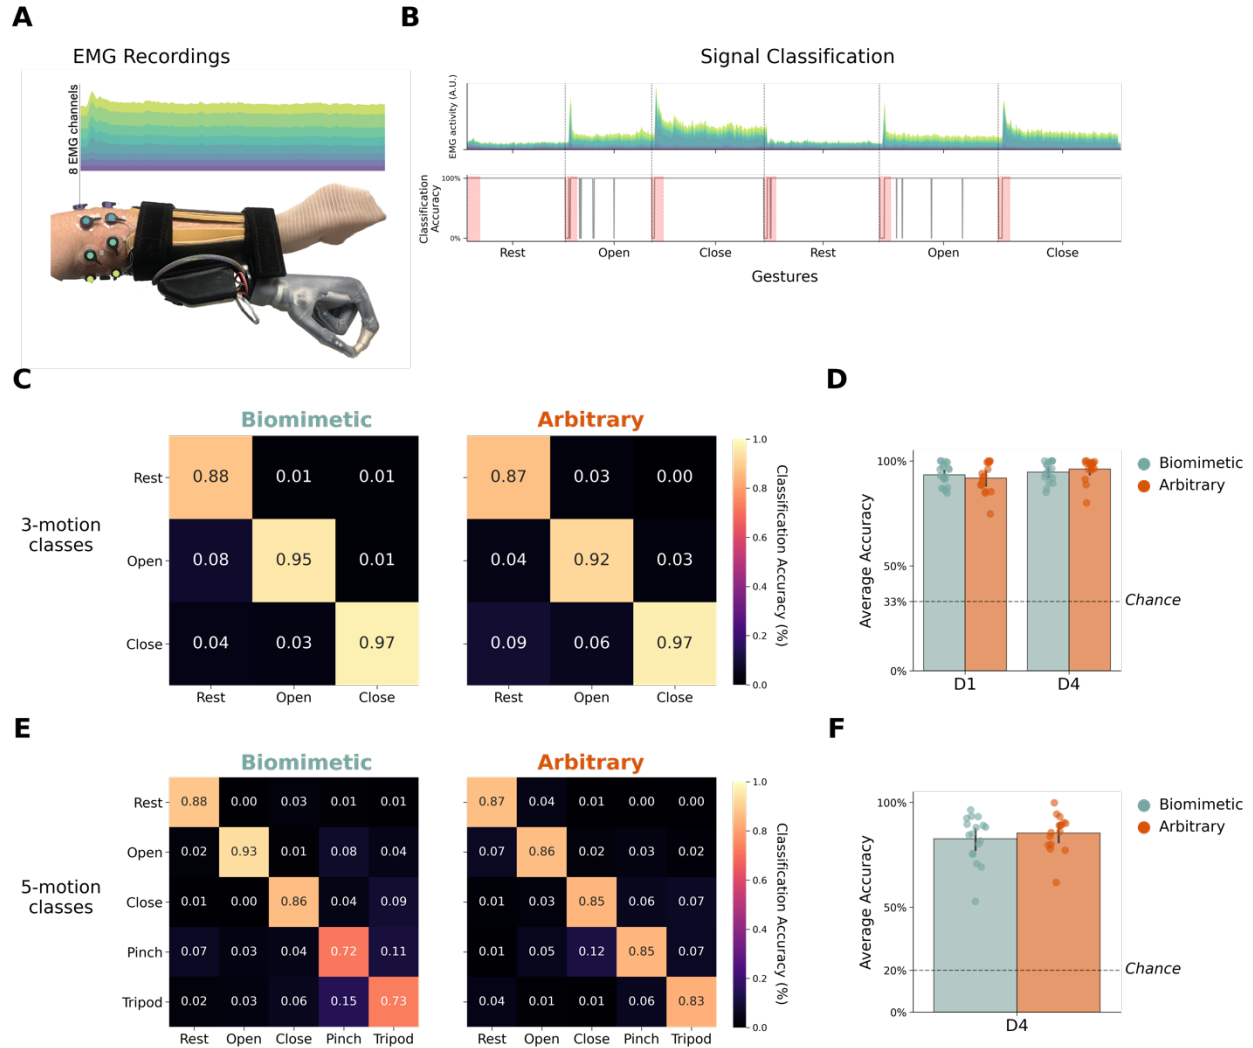 A
EMG Recordings
8 EMG channels
B
Signal Classification
EMG activity (A.U.)
Rest Open Close Rest Open Close
Classification
Accuracy
100%
0%
Rest Open Close Rest Open Close
Gestures
C
Biomimetic
Arbitrary
3-motion
classes
Rest 0.88 0.01 0.01
Open 0.08 0.95 0.01
Close 0.04 0.03 0.97
Rest Open Close
0.87 0.03 0.00
0.04 0.92 0.03
0.09 0.06 0.97
Rest Open Close
1.0
0.8
0.6
0.4
0.2
0.0
Classification Accuracy (%)
D
Average Accuracy
100%
50%
33%
0%
Chance
D1 D4
Biomimetic
Arbitrary
E
Biomimetic
Arbitrary
5-motion
classes
Rest 0.88 0.00 0.03 0.01 0.01
Open 0.02 0.93 0.01 0.08 0.04
Close 0.01 0.00 0.86 0.04 0.09
Pinch 0.07 0.03 0.04 0.72 0.11
Tripod 0.02 0.03 0.06 0.15 0.73
Rest Open Close Pinch Tripod
0.87 0.04 0.01 0.00 0.00
0.07 0.86 0.02 0.03 0.02
0.01 0.03 0.85 0.06 0.07
0.01 0.05 0.12 0.85 0.07
0.04 0.01 0.01 0.06 0.83
Rest Open Close Pinch Tripod
1.0
0.8
0.6
0.4
0.2
0.0
Classification Accuracy (%)
F
Average Accuracy
100%
50%
20%
0%
Chance
D4
Biomimetic
Arbitrary